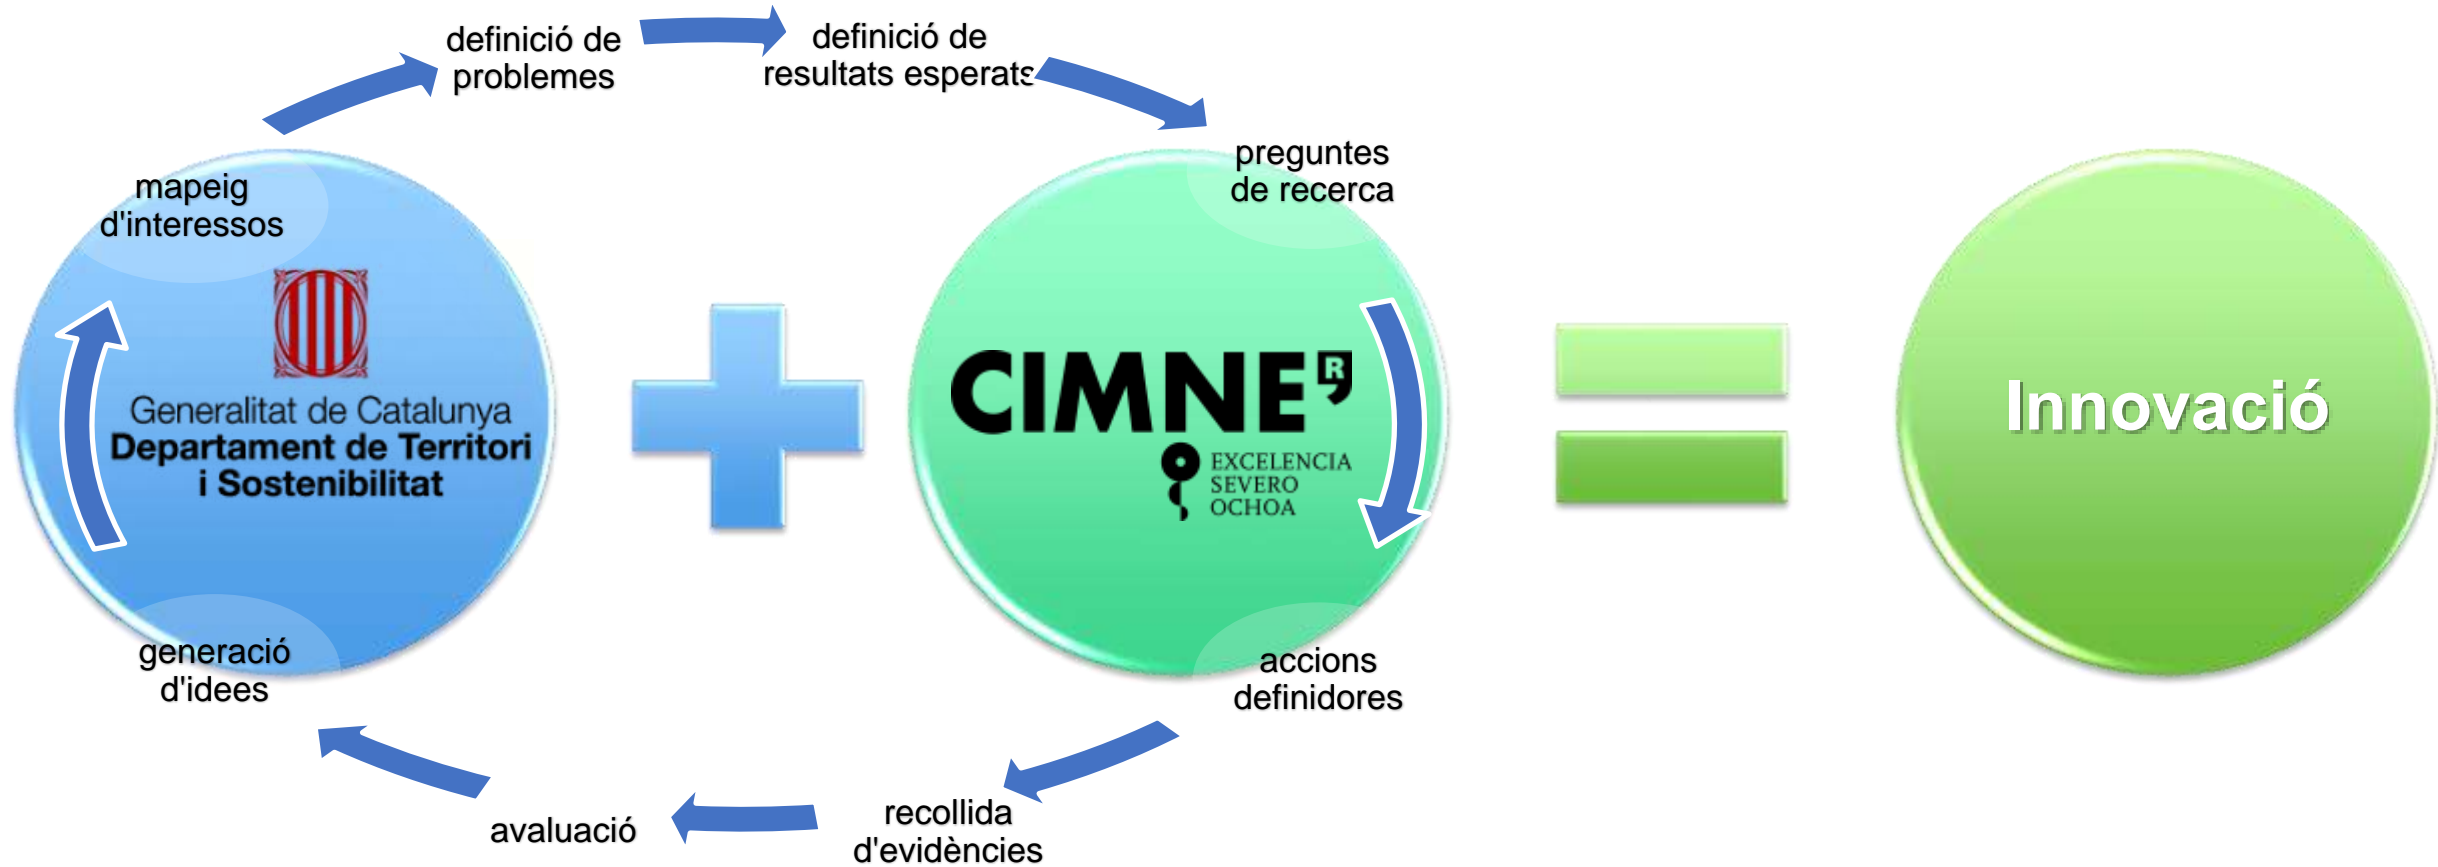 definició de
problemes
definició de
resultats esperats
preguntes
de recerca
mapeig
d'interessos
Generalitat de Catalunya
Departament de Territori
i Sostenibilitat
CIMNE R
EXCELENCIA
SEVERO
OCHOA
Innovació
generació
d'idees
accions
definidores
recollida
d'evidències
avaluació